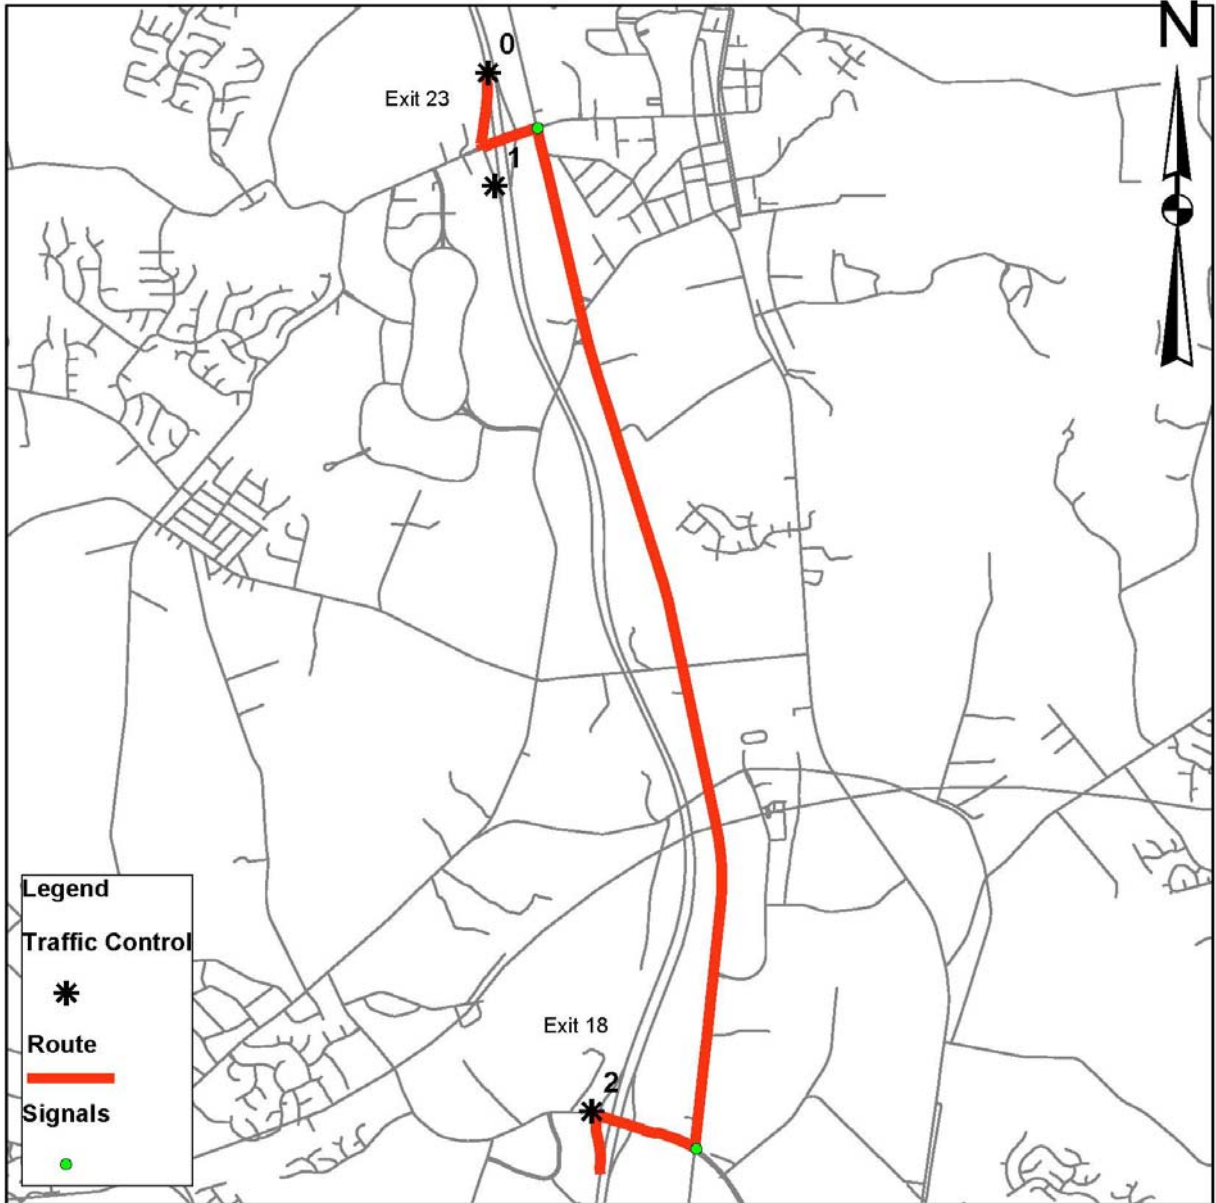 N
0
Exit 23
1
Legend
Traffic Control
Exit 18
Route
2
Signals